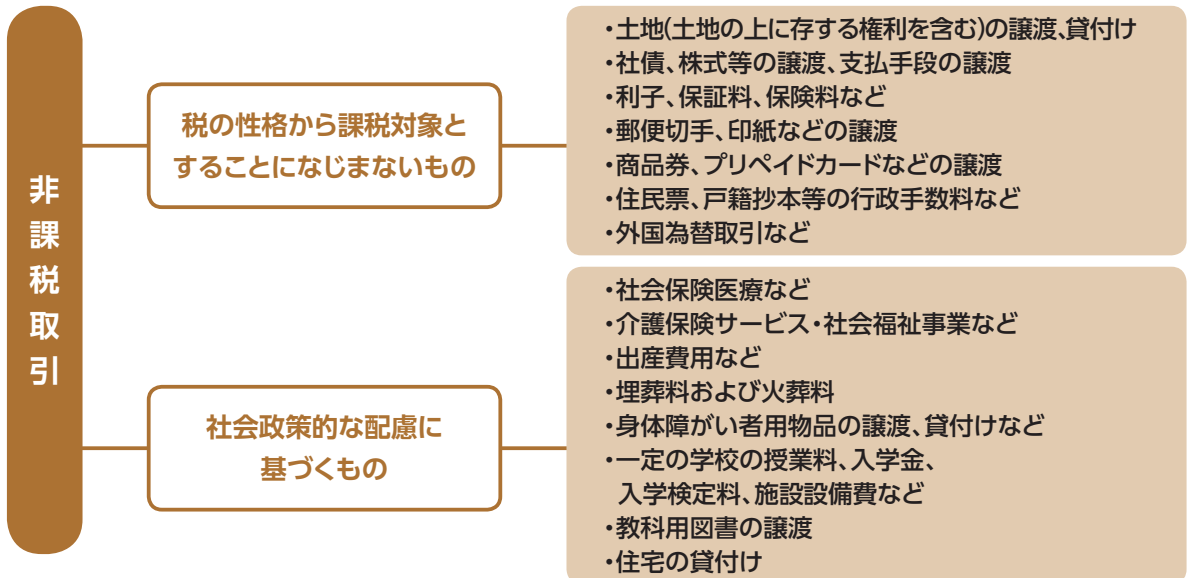 非課税取引
税の性格から課税対象と
することになじまないもの
・土地(土地の上に存する権利を含む)の譲渡、貸付け
・社債、株式等の譲渡、支払手段の譲渡
・利子、保証料、保険料など
・郵便切手、印紙などの譲渡
・商品券、プリペイドカードなどの譲渡
・住民票、戸籍抄本等の行政手数料など
・外国為替取引など
社会政策的な配慮に
基づくもの
・社会保険医療など
・介護保険サービス・社会福祉事業など
・出産費用など
・埋葬料および火葬料
・身体障がい者用物品の譲渡、貸付けなど
・一定の学校の授業料、入学金、
入学検定料、施設設備費など
・教科用図書の譲渡
・住宅の貸付け